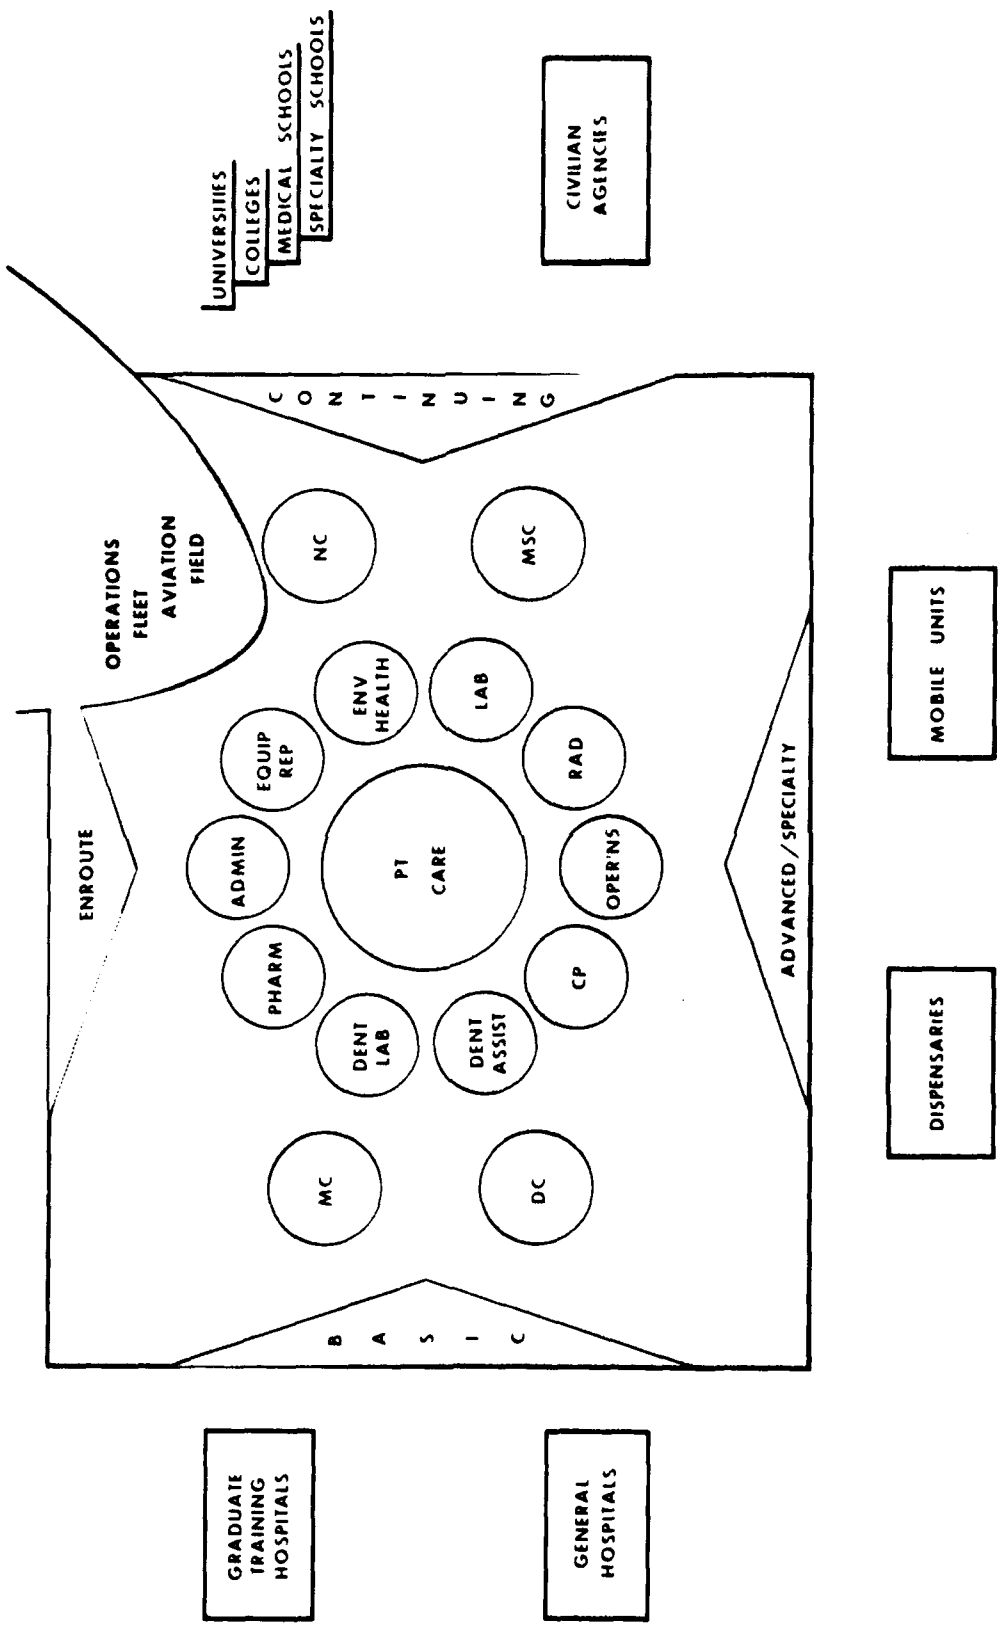 OPERATIONS
FLEET
AVIATION
FIELD
UNIVERSITIES
COLLEGES
MEDICAL SCHOOLS
SPECIALTY SCHOOLS
ENROUTE
GRADUATE
TRAINING
HOSPITALS
GENERAL
HOSPITALS
BASIC
MC
DC
DENT
LAB
PHARM
ADMIN
EQUIP
REP
ENV
HEALTH
LAB
RAD
OPER'NS
CP
DENT
ASSIST
PT
CARE
NC
MSC
CONTINUING
CIVILIAN
AGENCIES
ADVANCED/SPECIALTY
DISPENSARIES
MOBILE UNITS